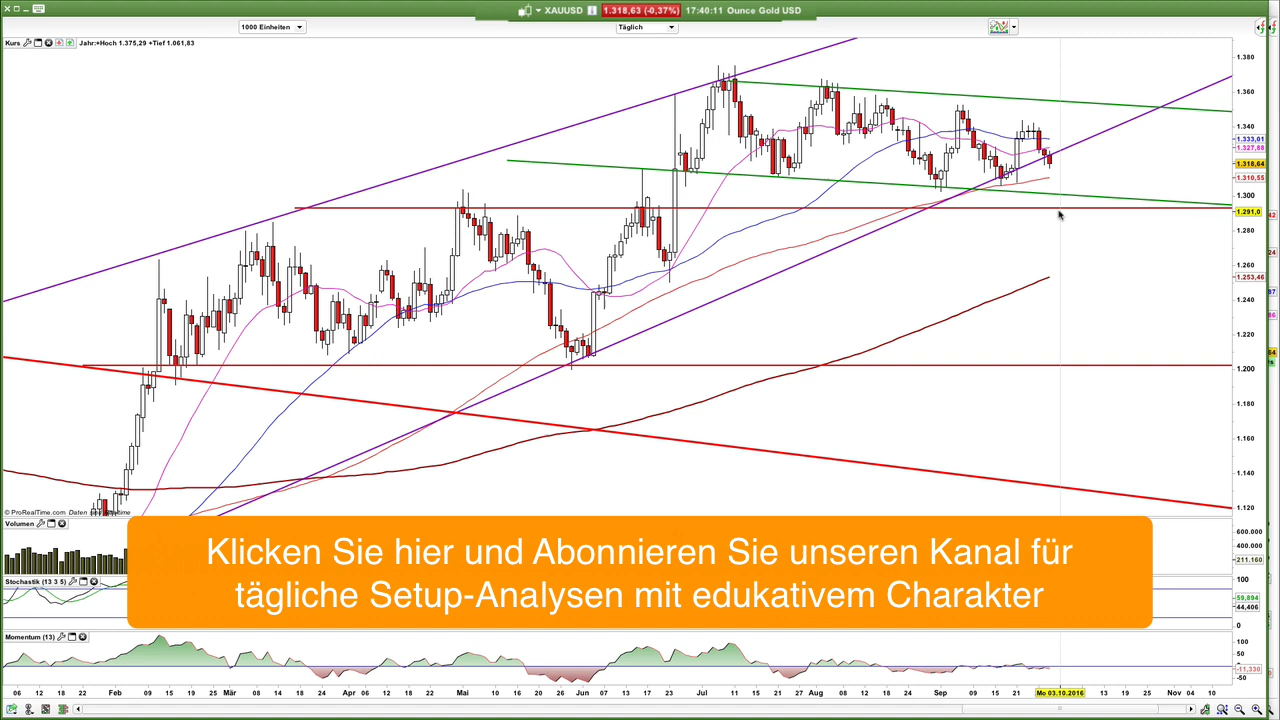 XAUUSD 1.318,63 (-0,37%) 17:40:11 Ounce Gold USD
1000 Einheiten
Täglich
Kurs Jahr:+Hoch 1.375,29 +Tief 1.061,83
1.380
1.360
1.340
1.333,01
1.327,88
1.318,64
1.310,55
1.300
1.291,0
1.280
1.260
1.253,46
1.240
1.220
1.200
1.180
1.160
1.140
1.120
© ProRealTime.com
Volumen
600.000
400.000
211.160
Klicken Sie hier und Abonnieren Sie unseren Kanal für
tägliche Setup-Analysen mit edukativem Charakter
Stochastik (13 3 5)
100
59,894
44,406
0
Momentum (13)
100
50
-11,330
-50
06 12 18 22 Feb 09 15 19 25 Mär 08 14 18 24 Apr 06 12 18 22 Mai 10 16 20 26 Jun 07 13 17 23 Jul 11 15 21 27 Aug 08 12 18 24 Sep 09 15 21 Mo 03.10.2016 13 19 25 Nov 04 10